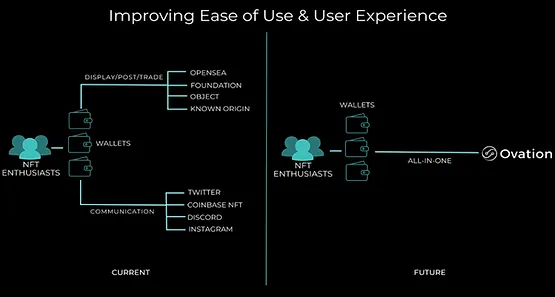 Improving Ease of Use & User Experience
DISPLAY/POST/TRADE
OPENSEA
FOUNDATION
OBJECT
KNOWN ORIGIN
WALLETS
NFT
ENTHUSIASTS
COMMUNICATION
TWITTER
COINBASE NFT
DISCORD
INSTAGRAM
CURRENT
WALLETS
NFT
ENTHUSIASTS
ALL-IN-ONE
Ovation
FUTURE